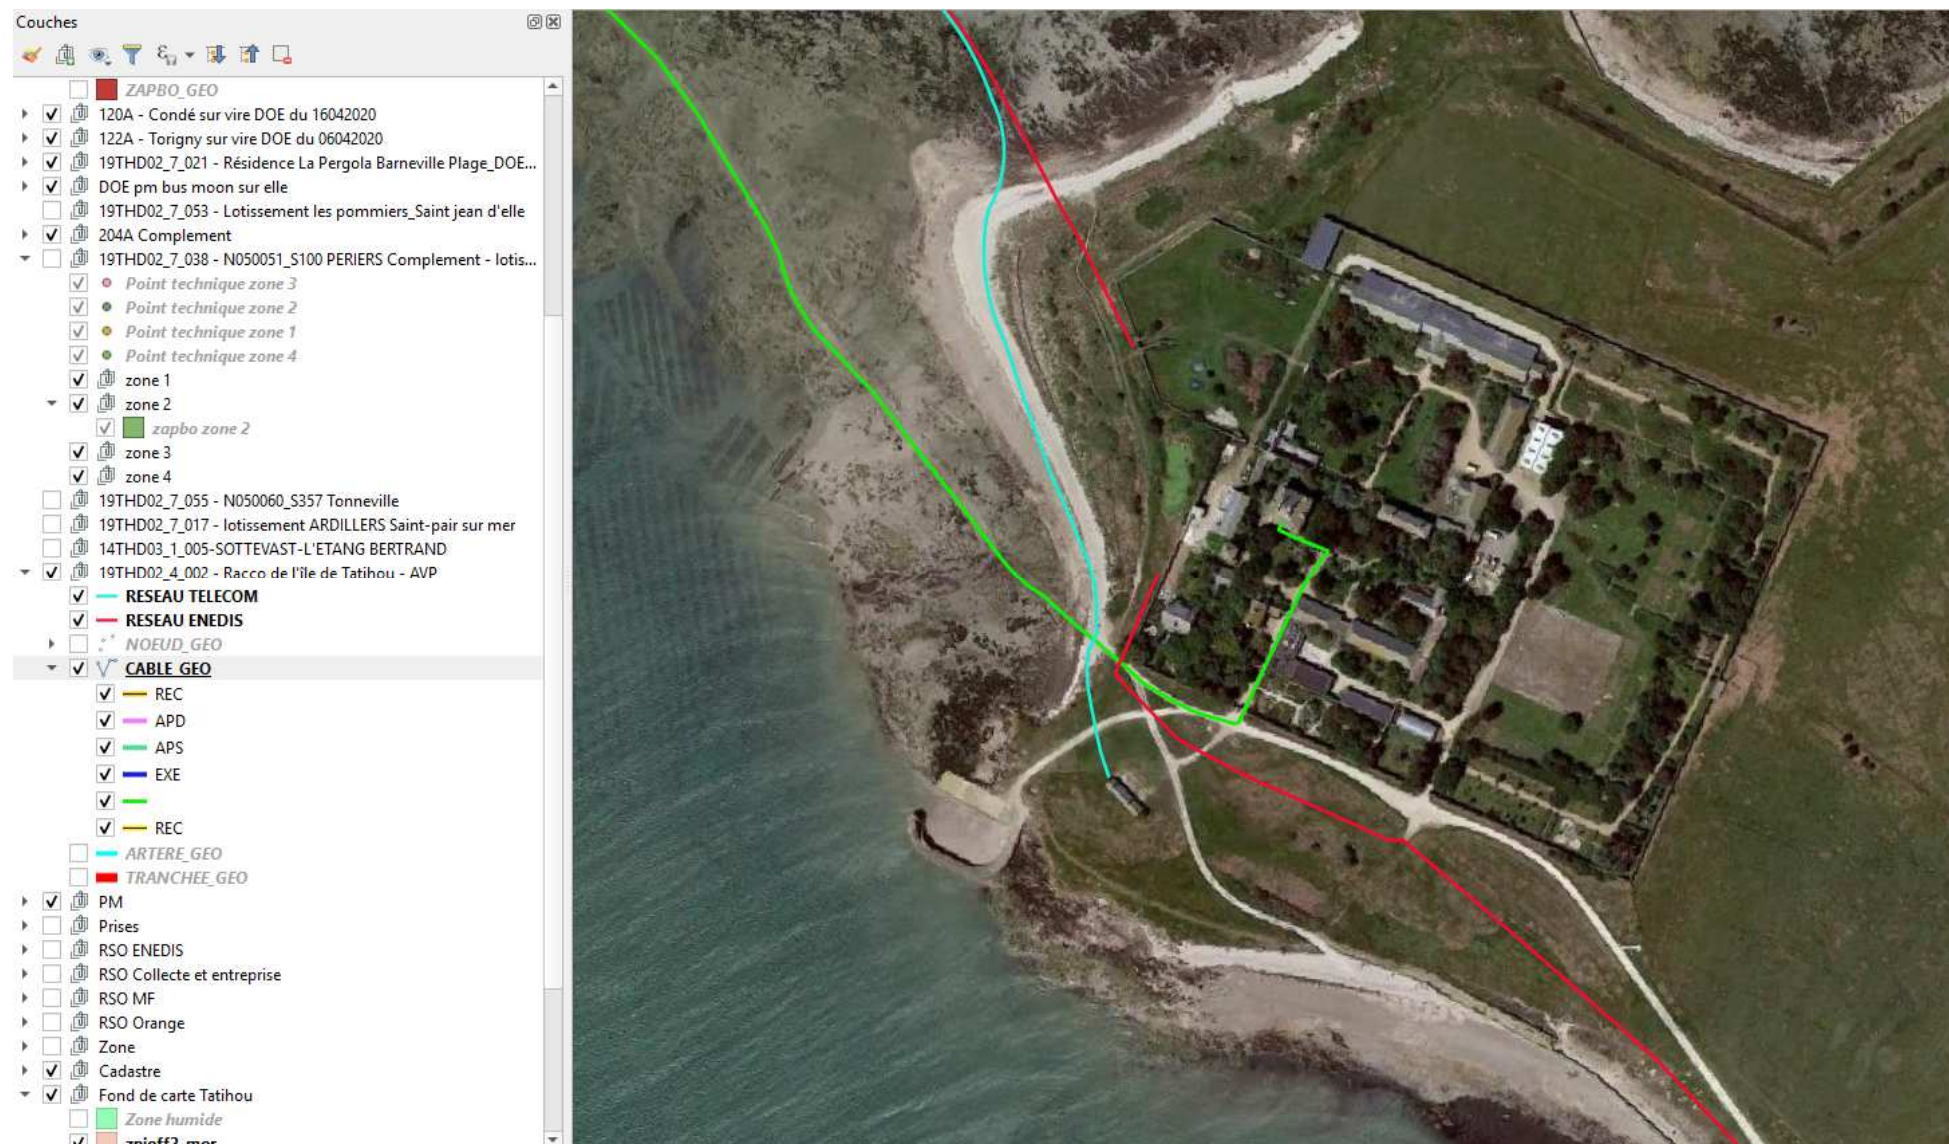 Couches
ZAPBO_GEO
120A - Condé sur vire DOE du 16042020
122A - Torigny sur vire DOE du 06042020
19THD02_7_021 - Résidence La Pergola Barneville Plage_DOE...
DOE pm bus moon sur elle
19THD02_7_053 - Lotissement les pommiers_Saint jean d'elle
204A Complement
19THD02_7_038 - N050051_S100 PERIERS Complement - lotis...
Point technique zone 3
Point technique zone 2
Point technique zone 1
Point technique zone 4
zone 1
zone 2
zapbo zone 2
zone 3
zone 4
19THD02_7_055 - N050060_S357 Tonneville
19THD02_7_017 - lotissement ARDILLERS Saint-pair sur mer
14THD03_1_005-SOTTEVAST-L'ETANG BERTRAND
19THD02_4_002 - Racco de l'île de Tatihou - AVP
RESEAU TELECOM
RESEAU ENEDIS
NOEUD_GEO
CABLE_GEO
REC
APD
APS
EXE
REC
ARTERE_GEO
TRANCHEE_GEO
PM
Prises
RSO ENEDIS
RSO Collecte et entreprise
RSO MF
RSO Orange
Zone
Cadastre
Fond de carte Tatihou
Zone humide
znieff2_mer